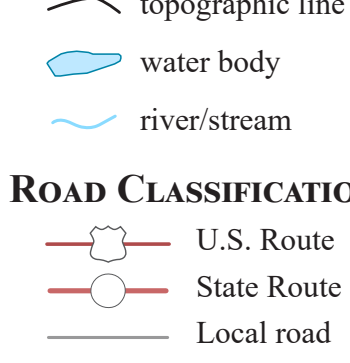 topographic line
water body
river/stream
ROAD CLASSIFICATIO
U.S. Route
State Route
Local road